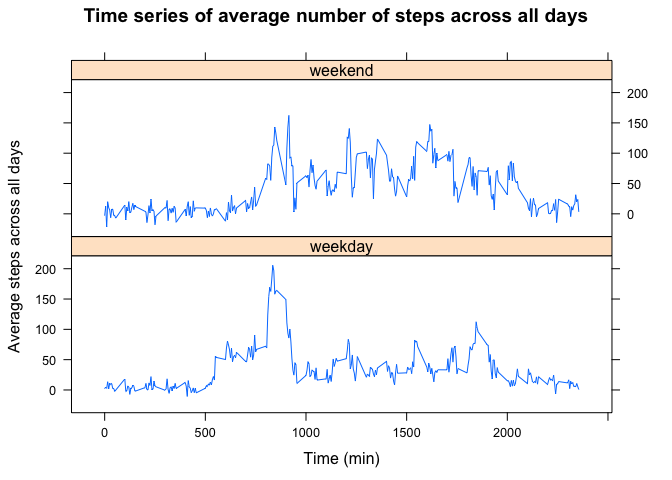 Time series of average number of steps across all days
weekend
200
150
100
50
0
weekday
200
150
100
50
0
Average steps across all days
0 500 1000 1500 2000
Time (min)